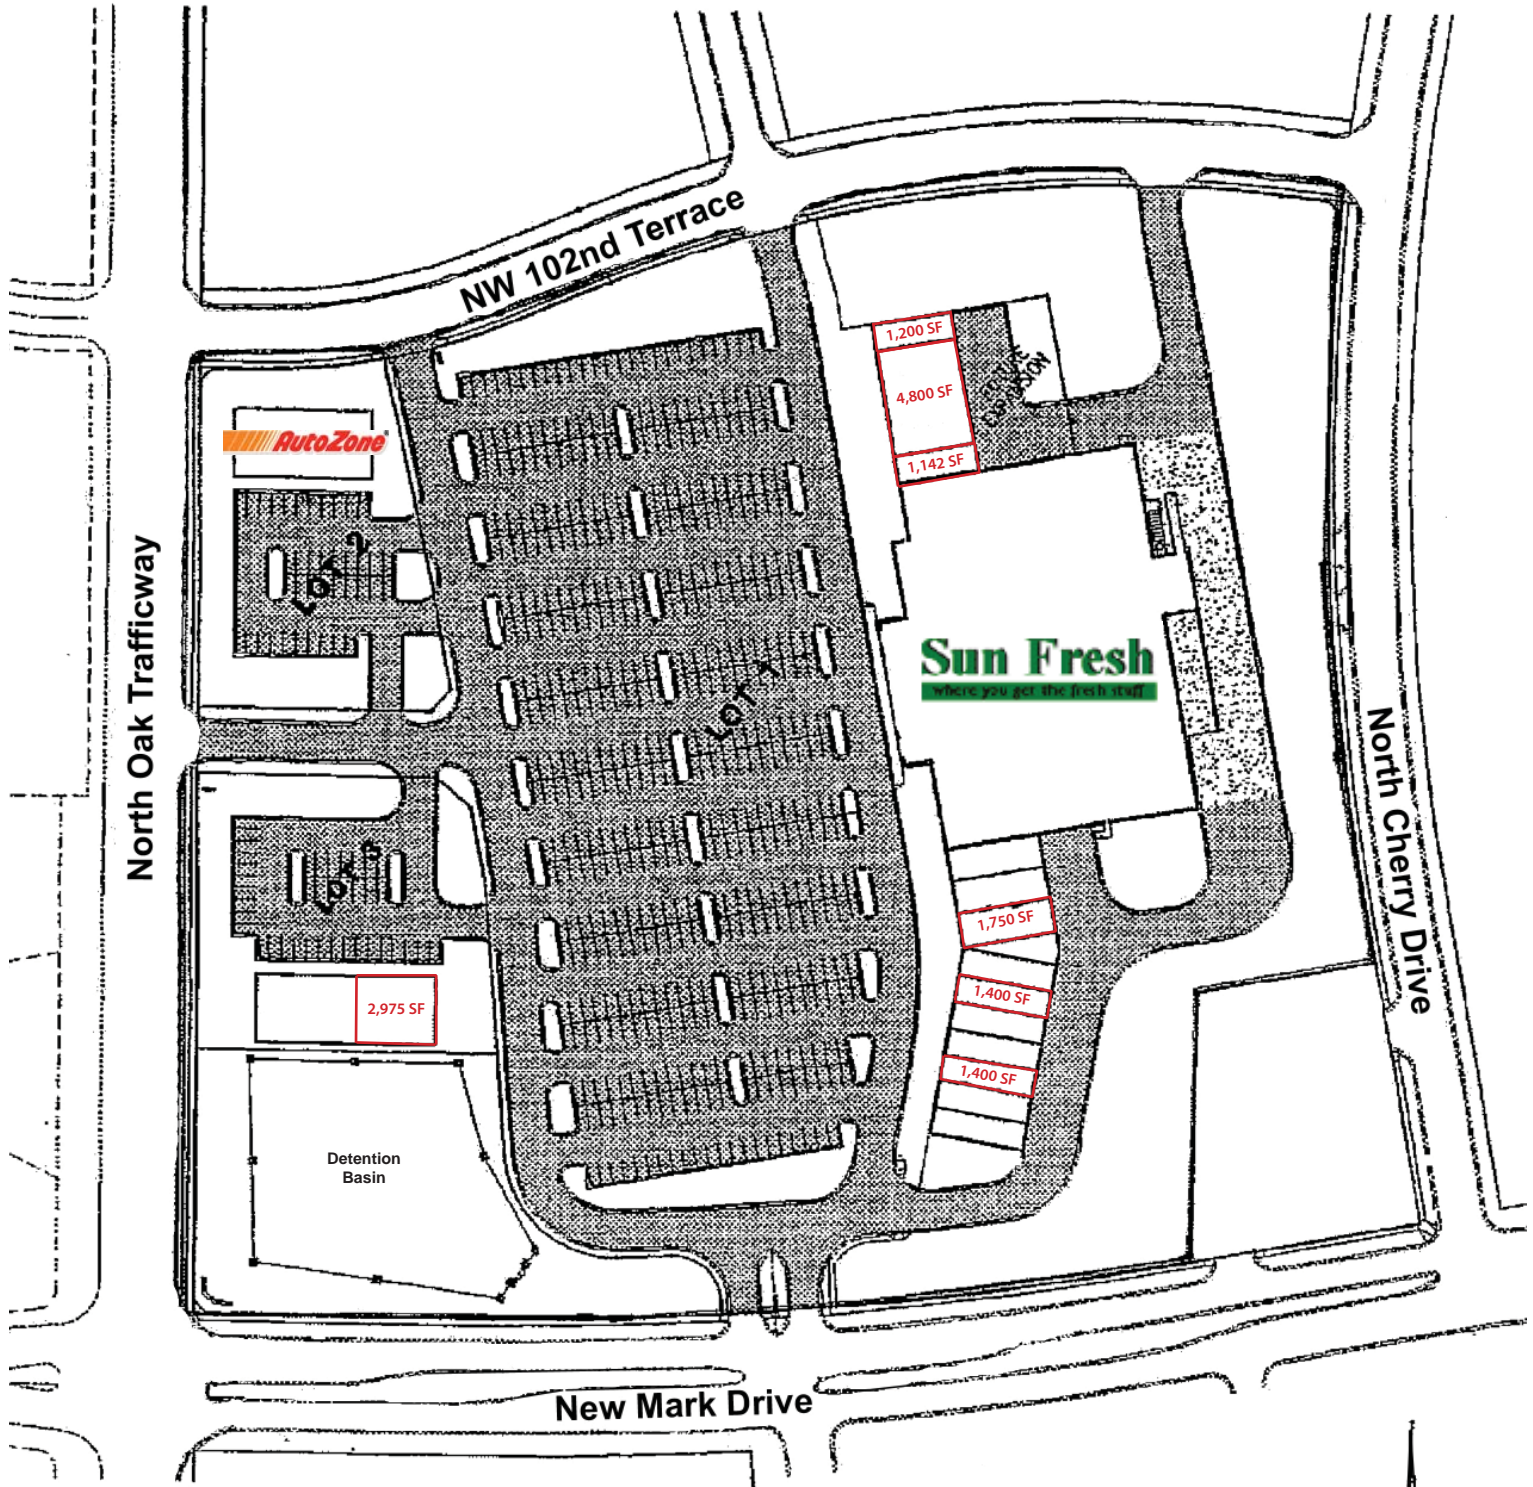 NW 102nd Terrace
1,200 SF
4,800 SF
FUTURE
EXPANSION
1,142 SF
AutoZone
LOT 2
North Oak Trafficway
Sun Fresh
where you get the fresh stuff
LOT 1
North Cherry Drive
LOT 3
1,750 SF
1,400 SF
2,975 SF
1,400 SF
Detention
Basin
New Mark Drive